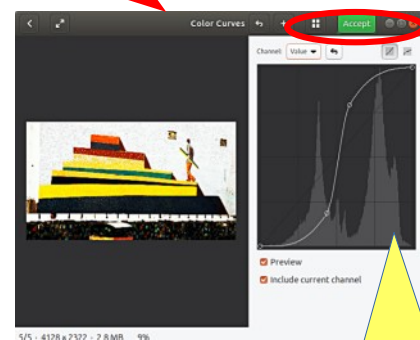 Color Curves
Accept
Channel: Value
Preview
Include current channel
5/5 - 4128 x 2322 - 2.8 MB 9%